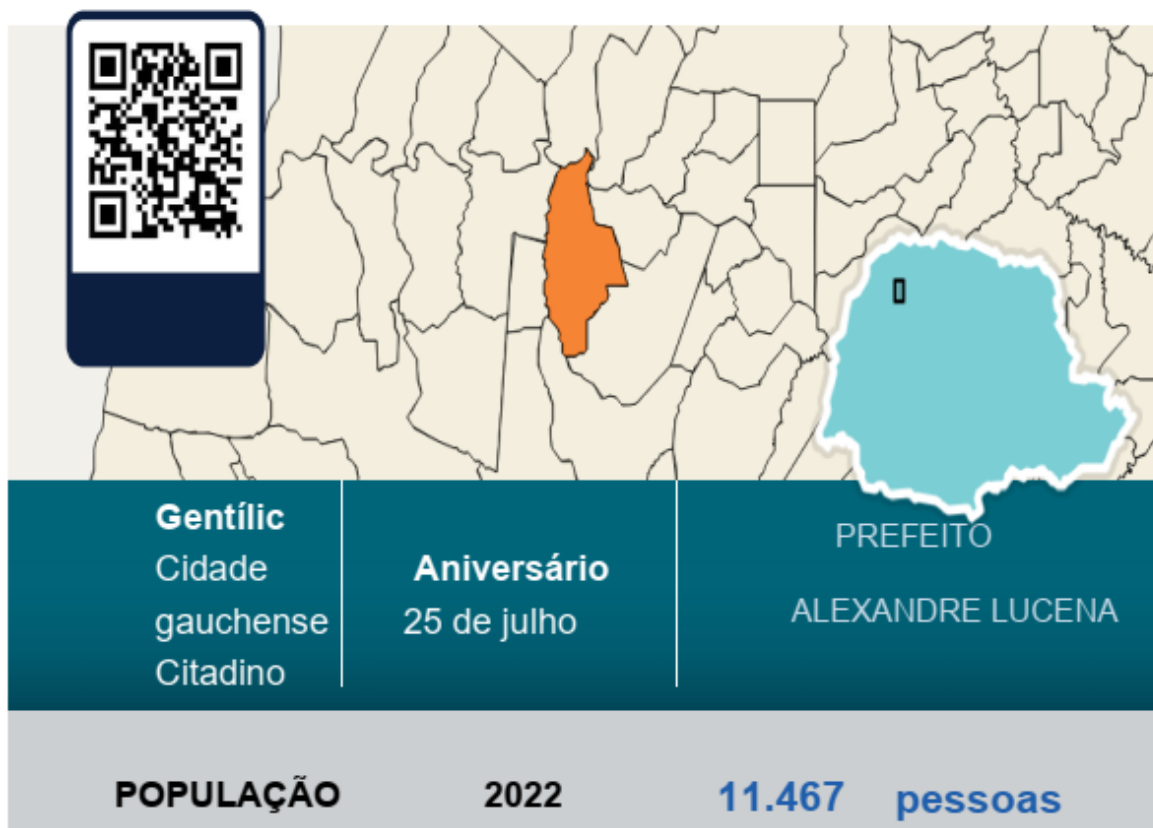 Gentílic
Cidade
gauchense
Citadino
Aniversário
25 de julho
PREFEITO
ALEXANDRE LUCENA
POPULAÇÃO 2022 11.467 pessoas